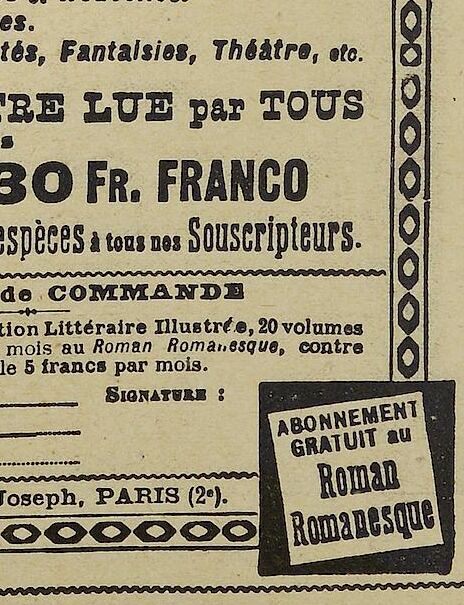 es.
tés, Fantaisies, Théâtre, etc.
TRE LUE par TOUS
s
30 FR. FRANCO
espèces à tous nos Souscripteurs.
de COMMANDE
tion Littéraire Illustrée, 20 volumes
mois au Roman Romanesque, contre
le 5 francs par mois.
SIGNATURE :
Joseph, PARIS (2e).
ABONNEMENT
GRATUIT au
Roman
Romanesque